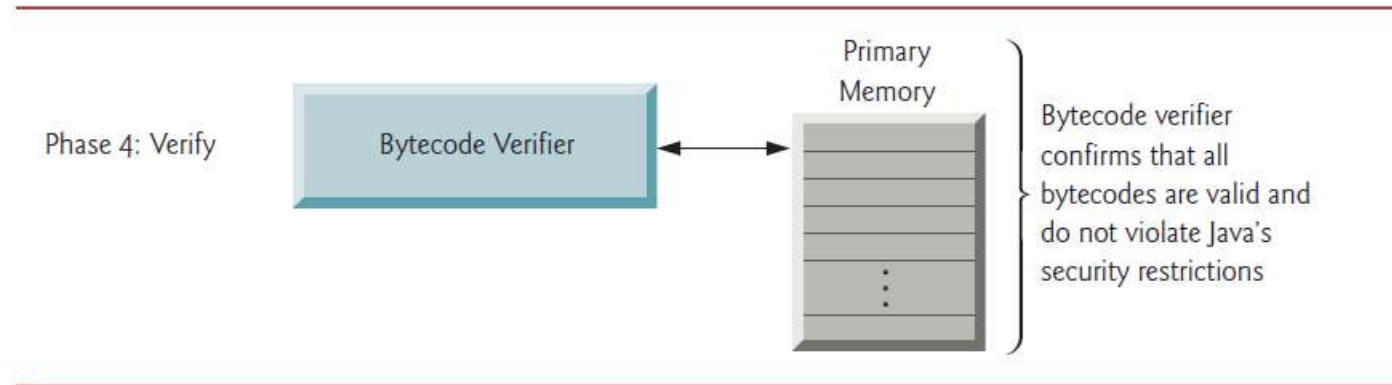 Phase 4: Verify
Bytecode Verifier
Primary
Memory
Bytecode verifier
confirms that all
bytecodes are valid and
do not violate Java’s
security restrictions